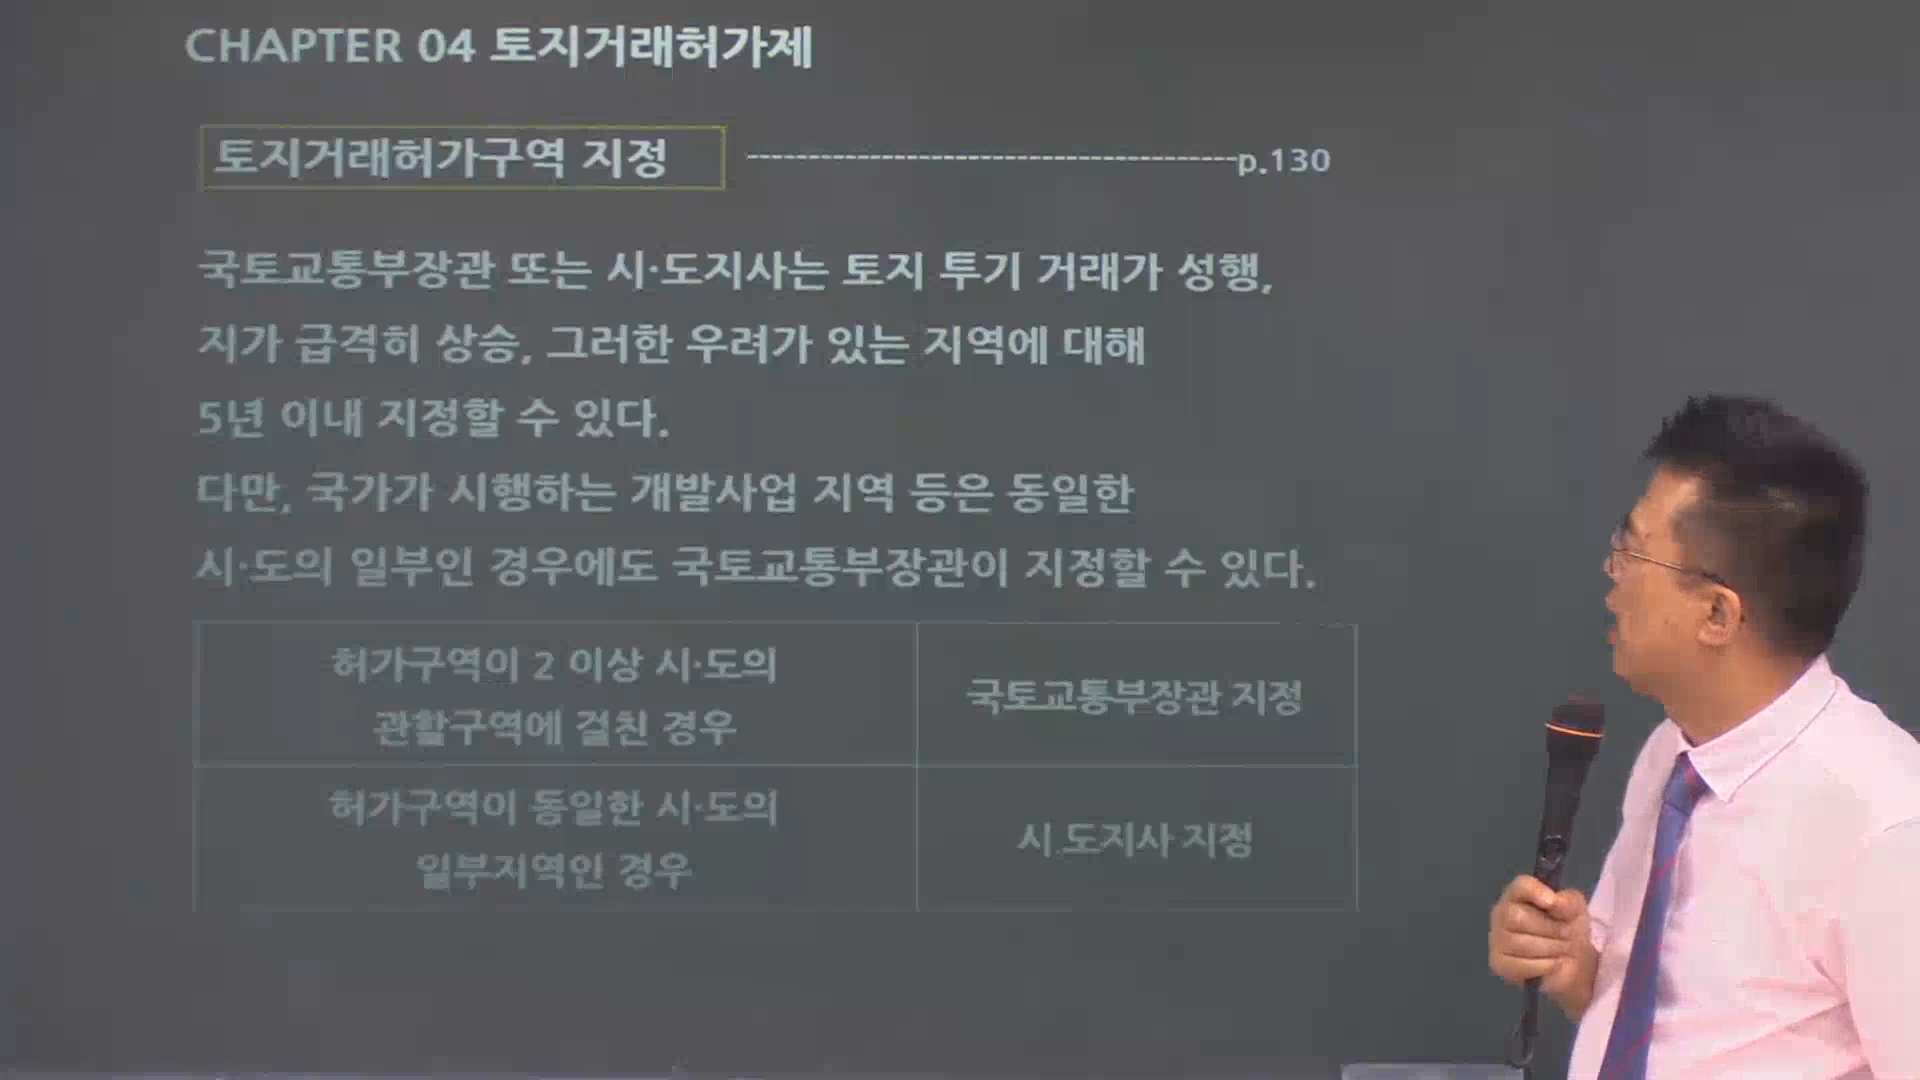 CHAPTER 04 토지거래허가제
토지거래허가구역 지정 ----------------------------------------p.130
국토교통부장관 또는 시·도지사는 토지 투기 거래가 성행,
지가 급격히 상승, 그러한 우려가 있는 지역에 대해
5년 이내 지정할 수 있다.
다만, 국가가 시행하는 개발사업 지역 등은 동일한
시·도의 일부인 경우에도 국토교통부장관이 지정할 수 있다.
허가구역이 2 이상 시·도의
관할구역에 걸친 경우
국토교통부장관 지정
허가구역이 동일한 시·도의
일부지역인 경우
시.도지사 지정